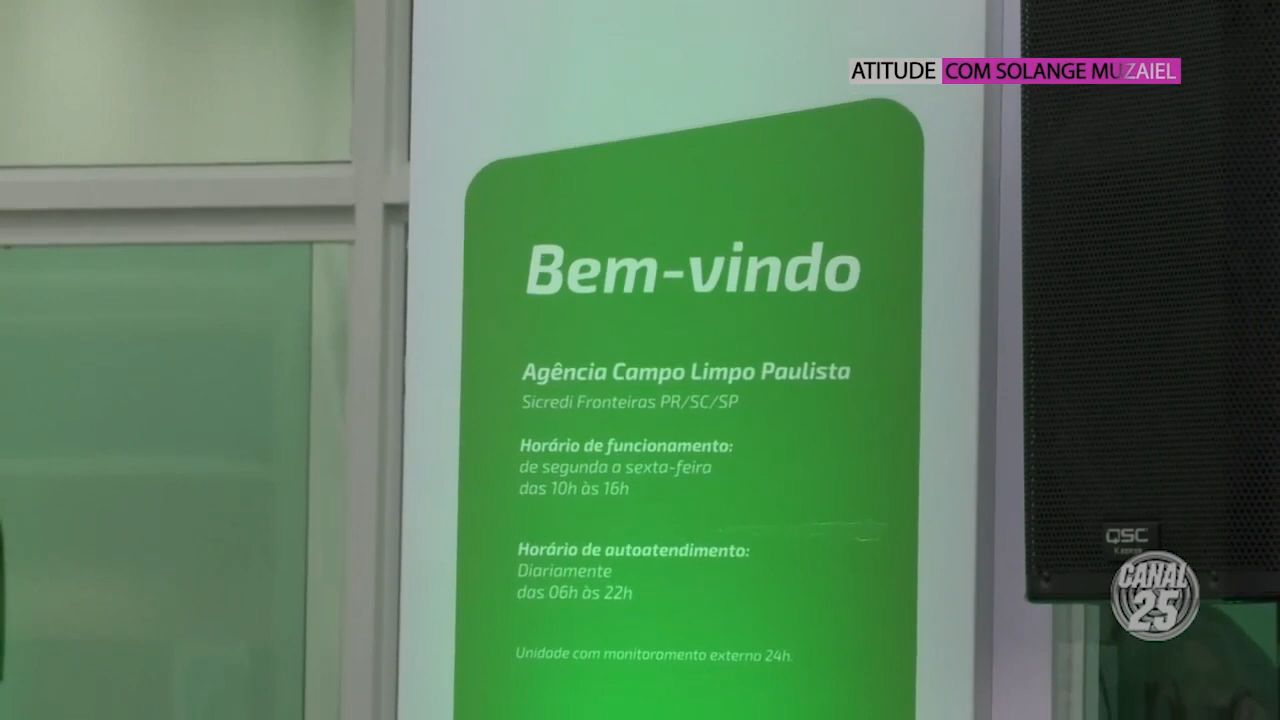 ATITUDE COM SOLANGE MUZAIEL
Bem-vindo
Agência Campo Limpo Paulista
Sicredi Fronteiras PR/SC/SP
Horário de funcionamento:
de segunda a sexta-feira
das 10h às 16h
Horário de autoatendimento:
Diariamente
das 06h às 22h
Unidade com monitoramento externo 24h.
QSC
CANAL
25